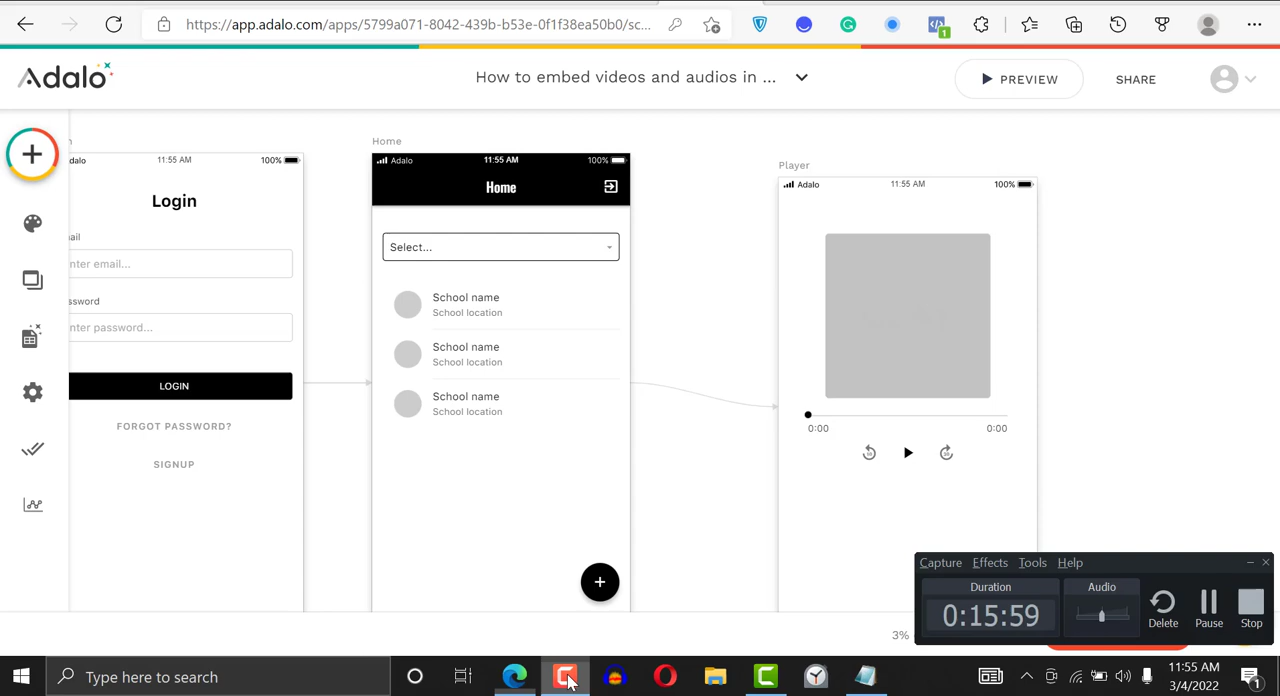 https://app.adalo.com/apps/5799a071-8042-439b-b53e-0f1f38ea50b0/sc...
1
Adalo
How to embed videos and audios in ...
PREVIEW
SHARE
dalo 11:55 AM 100%
Login
ail
nter email...
ssword
nter password...
LOGIN
FORGOT PASSWORD?
SIGNUP
Home
Adalo 11:55 AM 100%
Home
Select...
School name
School location
School name
School location
School name
School location
+
Player
Adalo 11:55 AM 100%
0:00 0:00
3%
Capture Effects Tools Help
Duration Audio
0:15:59
Delete Pause Stop
Type here to search
11:55 AM
3/4/2022
1